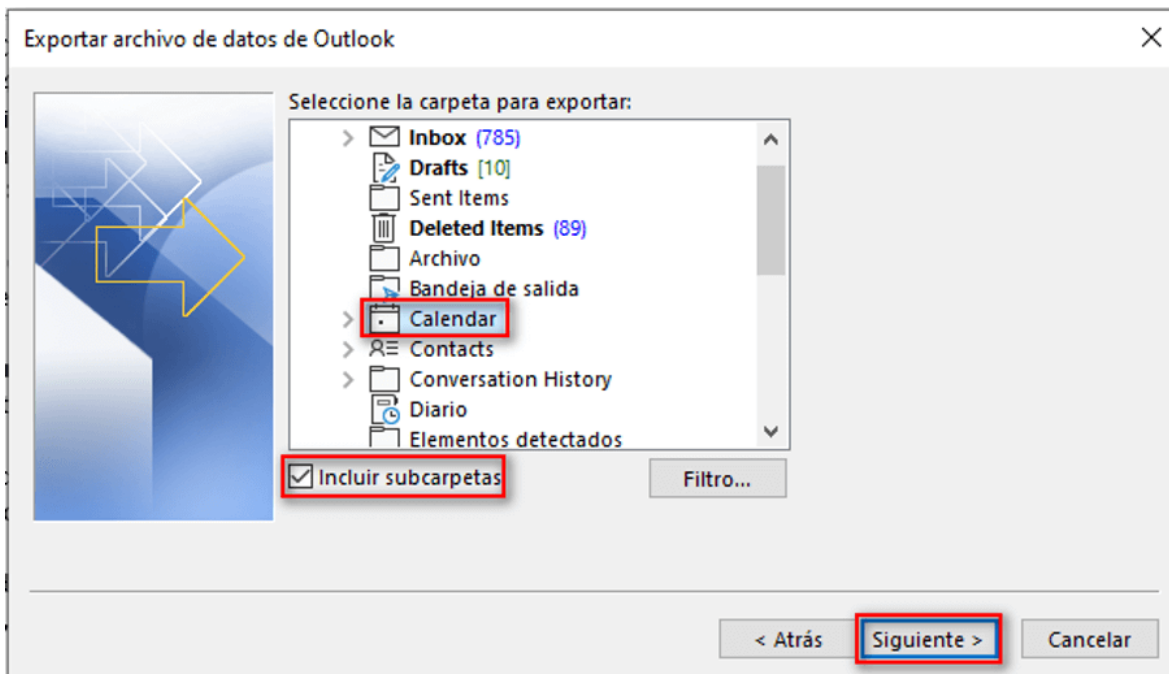 Exportar archivo de datos de Outlook
Seleccione la carpeta para exportar:
Inbox (785)
Drafts [10]
Sent Items
Deleted Items (89)
Archivo
Bandeja de salida
Calendar
Contacts
Conversation History
Diario
Elementos detectados
Incluir subcarpetas
Filtro...
< Atrás
Siguiente >
Cancelar